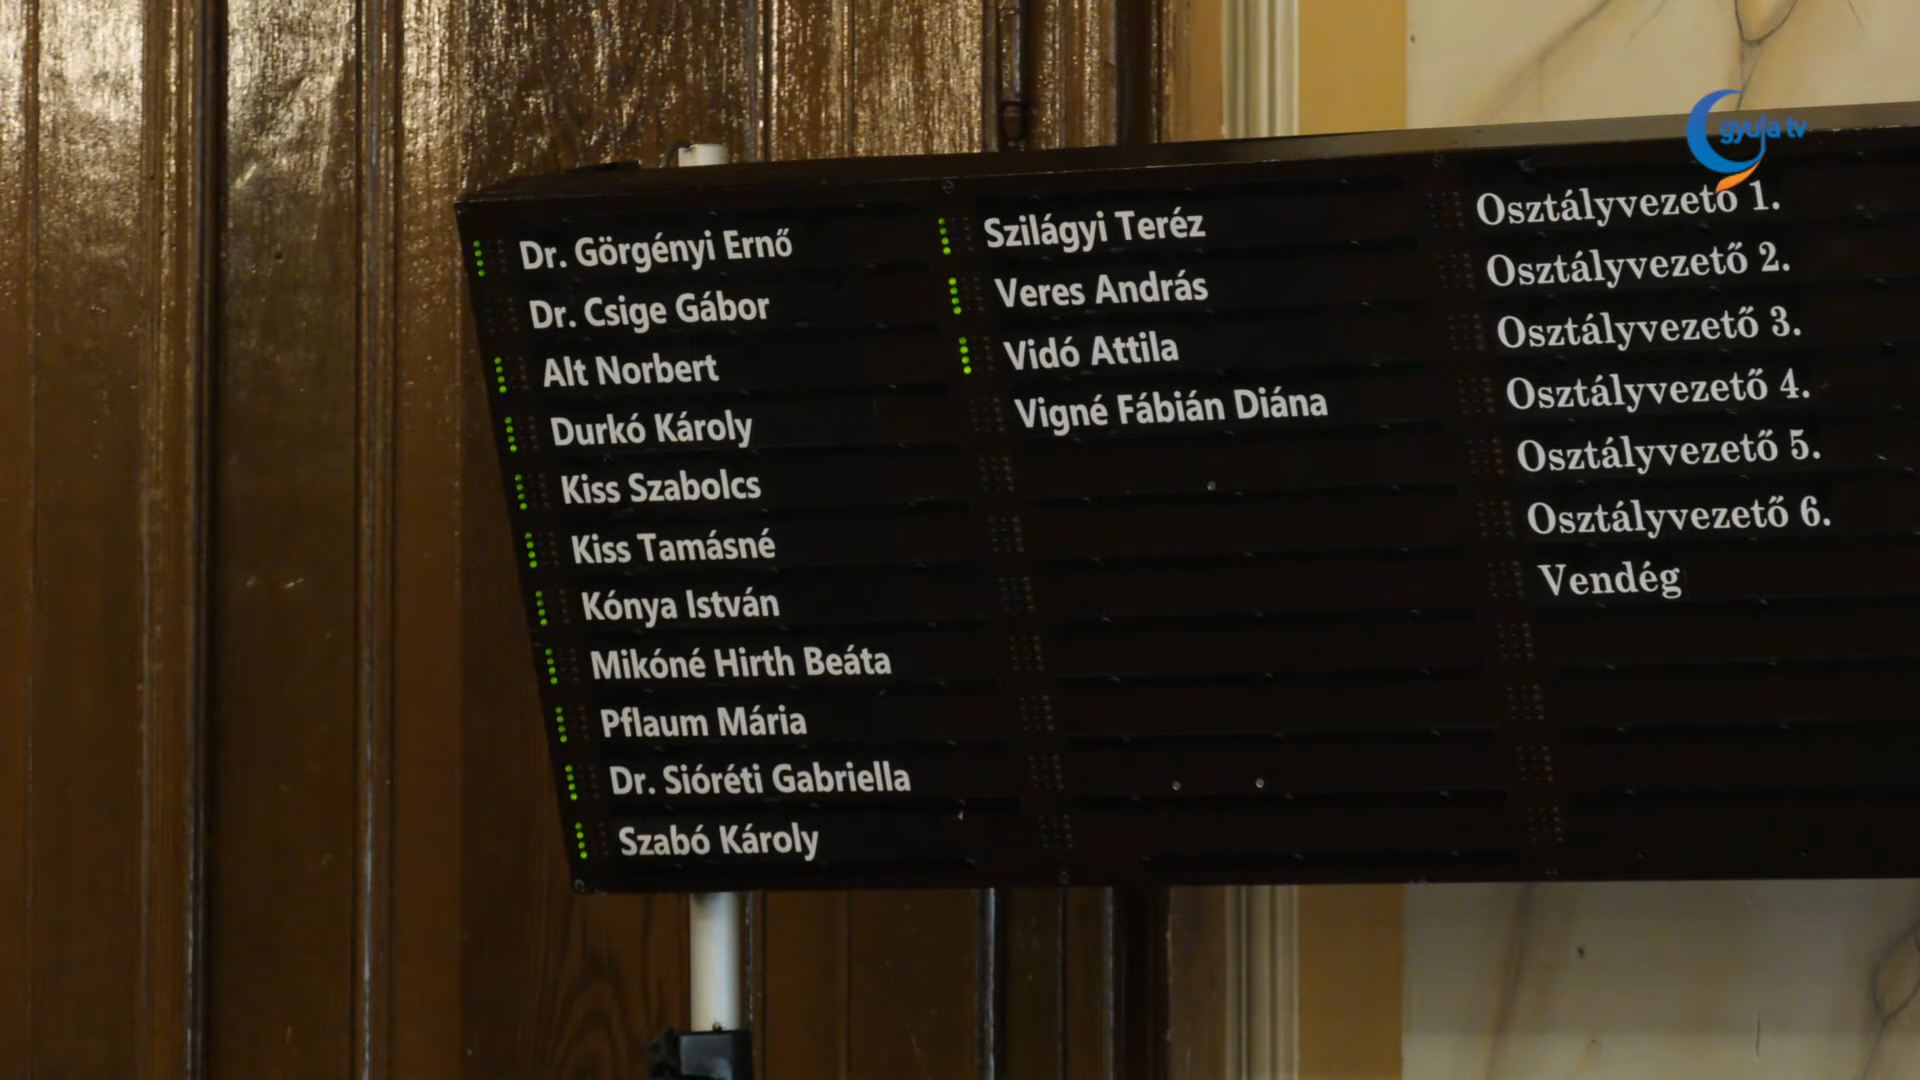 gyula tv
Dr. Görgényi Ernő
Dr. Csige Gábor
Alt Norbert
Durkó Károly
Kiss Szabolcs
Kiss Tamásné
Kónya István
Mikóné Hirth Beáta
Pflaum Mária
Dr. Sióréti Gabriella
Szabó Károly
Szilágyi Teréz
Veres András
Vidó Attila
Vigné Fábián Diána
Osztályvezető 1.
Osztályvezető 2.
Osztályvezető 3.
Osztályvezető 4.
Osztályvezető 5.
Osztályvezető 6.
Vendég